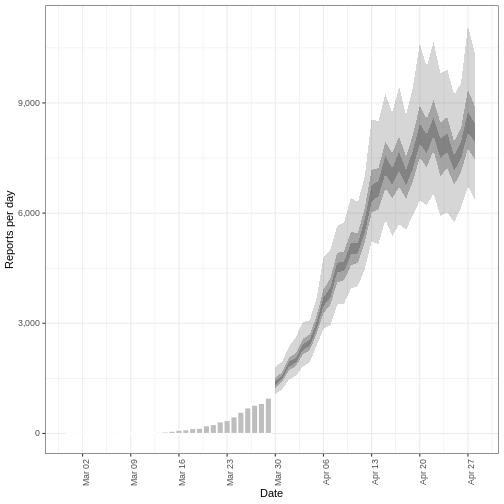 Reports per day
9,000
6,000
3,000
0
Mar 02
Mar 09
Mar 16
Mar 23
Mar 30
Apr 06
Apr 13
Apr 20
Apr 27
Date